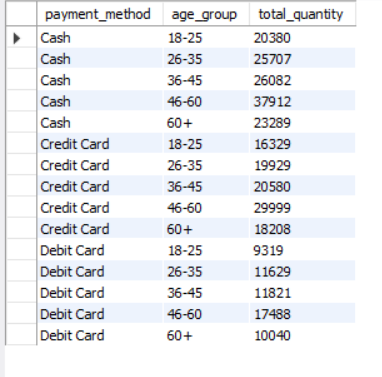 payment_method age_group total_quantity
Cash 18-25 20380
Cash 26-35 25707
Cash 36-45 26082
Cash 46-60 37912
Cash 60+ 23289
Credit Card 18-25 16329
Credit Card 26-35 19929
Credit Card 36-45 20580
Credit Card 46-60 29999
Credit Card 60+ 18208
Debit Card 18-25 9319
Debit Card 26-35 11629
Debit Card 36-45 11821
Debit Card 46-60 17488
Debit Card 60+ 10040